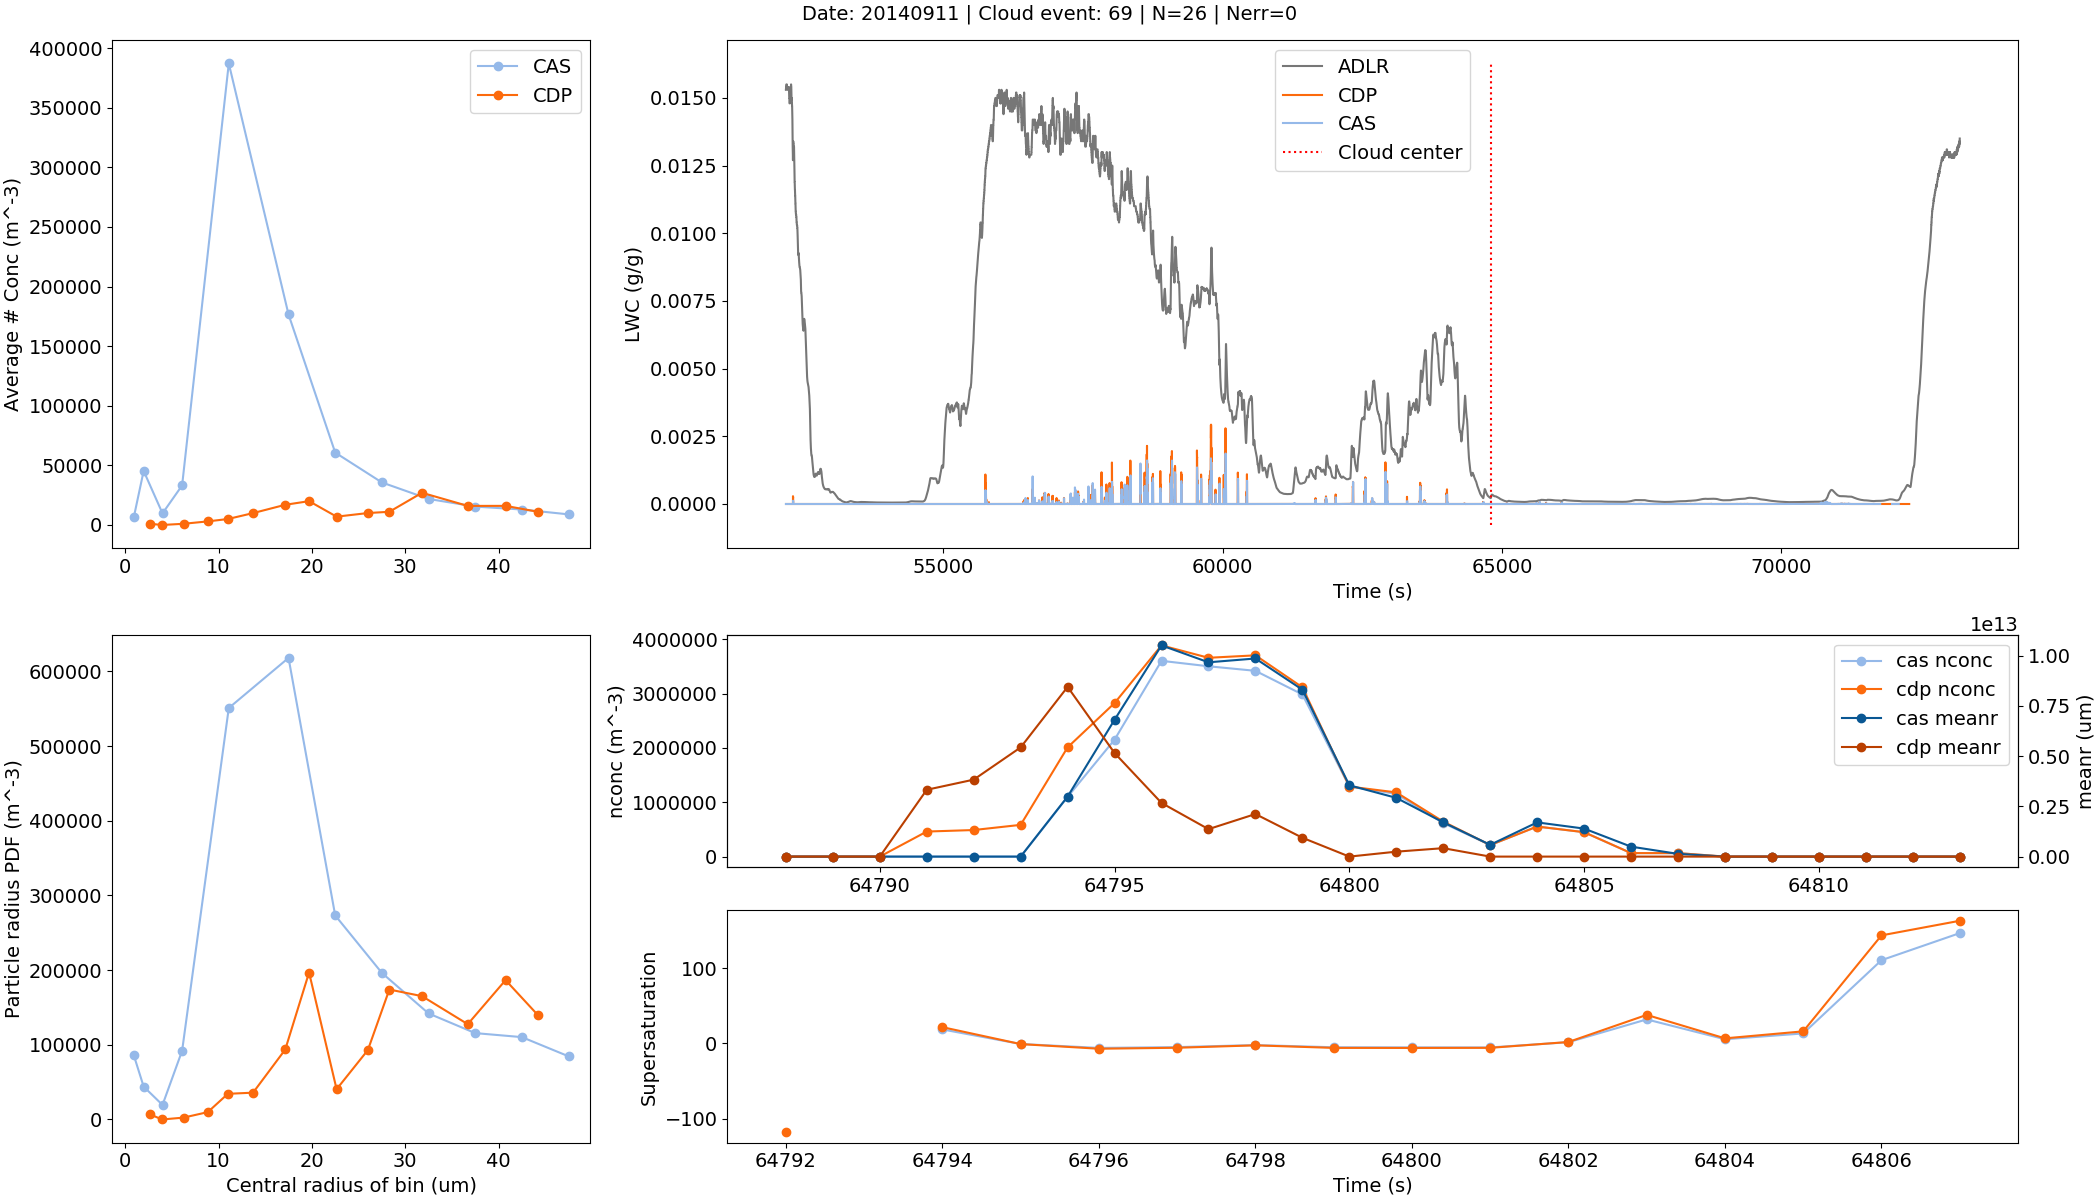 Date: 20140911 | Cloud event: 69 | N=26 | Nerr=0
Average # Conc (m^-3)
400000
350000
300000
250000
200000
150000
100000
50000
0
CAS
CDP
0 10 20 30 40
LWC (g/g)
0.0150
0.0125
0.0100
0.0075
0.0050
0.0025
0.0000
ADLR
CDP
CAS
Cloud center
55000 60000 65000 70000
Time (s)
Particle radius PDF (m^-3)
600000
500000
400000
300000
200000
100000
0
0 10 20 30 40
Central radius of bin (um)
nconc (m^-3)
4000000
3000000
2000000
1000000
0
1e13
cas nconc
cdp nconc
cas meanr
cdp meanr
1.00
0.75
0.50
0.25
0.00
meanr (um)
64790 64795 64800 64805 64810
Supersaturation
100
0
−100
64792 64794 64796 64798 64800 64802 64804 64806
Time (s)